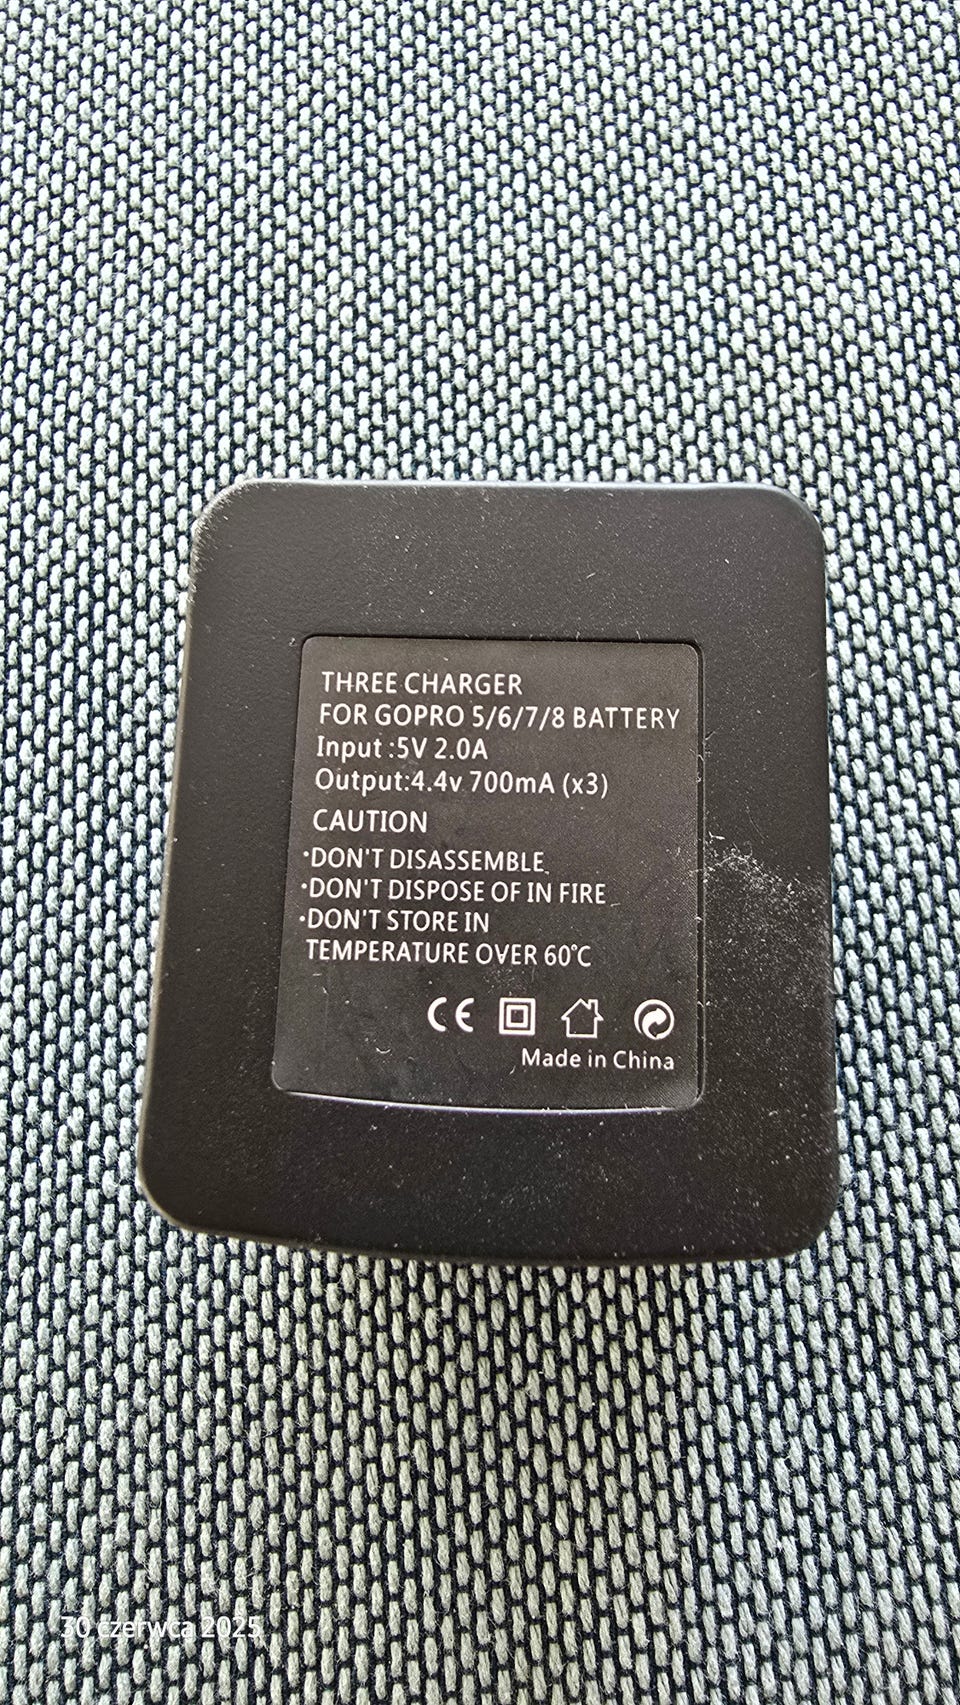 THREE CHARGER
FOR GOPRO 5/6/7/8 BATTERY
Input :5V 2.0A
Output:4.4v 700mA (x3)
CAUTION
·DON'T DISASSEMBLE
·DON'T DISPOSE OF IN FIRE
·DON'T STORE IN
TEMPERATURE OVER 60℃
CE
Made in China
30 czerwca 2025